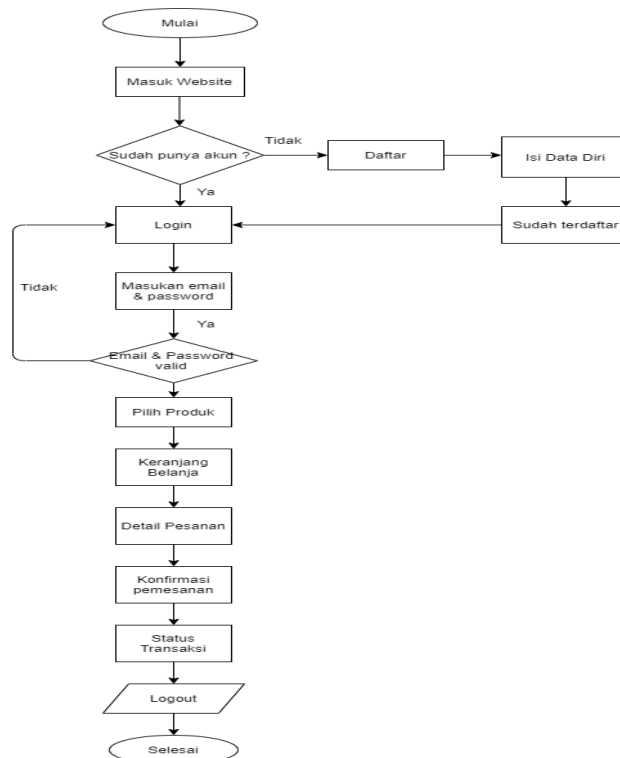 Mulai
Masuk Website
Sudah punya akun ?
Tidak
Daftar
Isi Data Diri
Ya
Login
Sudah terdaftar
Tidak
Masukan email
& password
Ya
Email & Password
valid
Pilih Produk
Keranjang
Belanja
Detail Pesanan
Konfirmasi
pemesanan
Status
Transaksi
Logout
Selesai